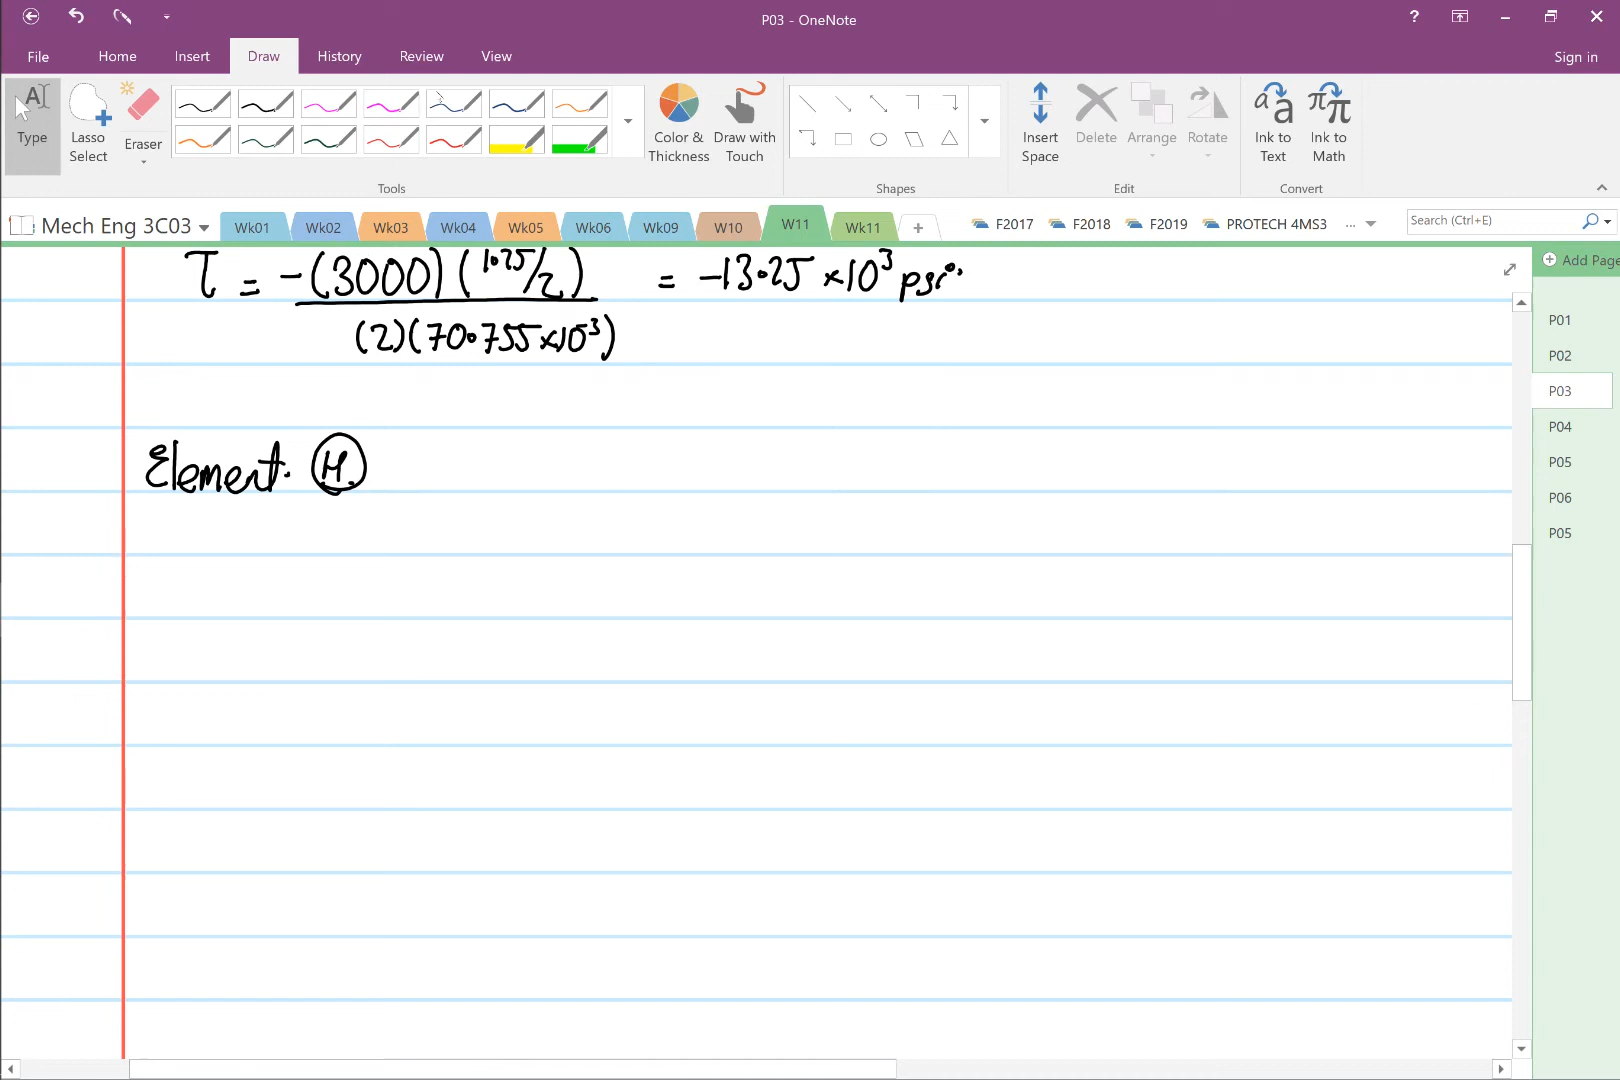 P03 - OneNote
?
File Home Insert Draw History Review View Sign in
Type
Lasso Select
Eraser
Color & Thickness
Draw with Touch
Insert Space
Delete
Arrange
Rotate
Ink to Text
Ink to Math
Tools Shapes Edit Convert
Mech Eng 3C03 Wk01 Wk02 Wk03 Wk04 Wk05 Wk06 Wk09 W10 W11 Wk11 + F2017 F2018 F2019 PROTECH 4MS3 ... Search (Ctrl+E)
Add Page
P01
P02
P03
P04
P05
P06
P05
τ = -(3000)(1.25/2) = -13.25 ×10³ psi.
(2)(70.755×10⁻³)
Element. H.